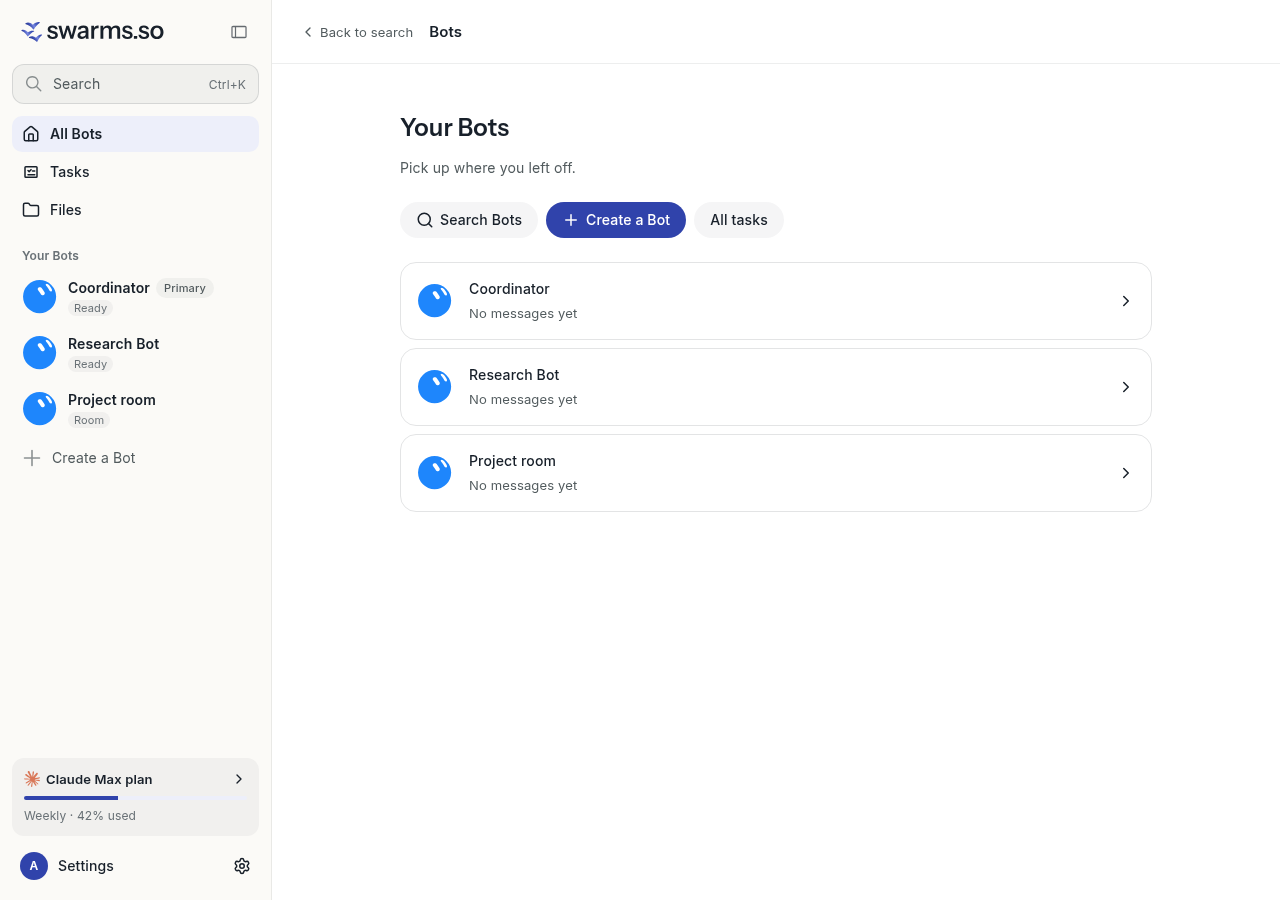 swarms.so
Search
Ctrl+K
All Bots
Tasks
Files
Your Bots
Coordinator Primary
Ready
Research Bot
Ready
Project room
Room
Create a Bot
Claude Max plan
Weekly · 42% used
A Settings
Back to search Bots
Your Bots
Pick up where you left off.
Search Bots Create a Bot All tasks
Coordinator
No messages yet
Research Bot
No messages yet
Project room
No messages yet